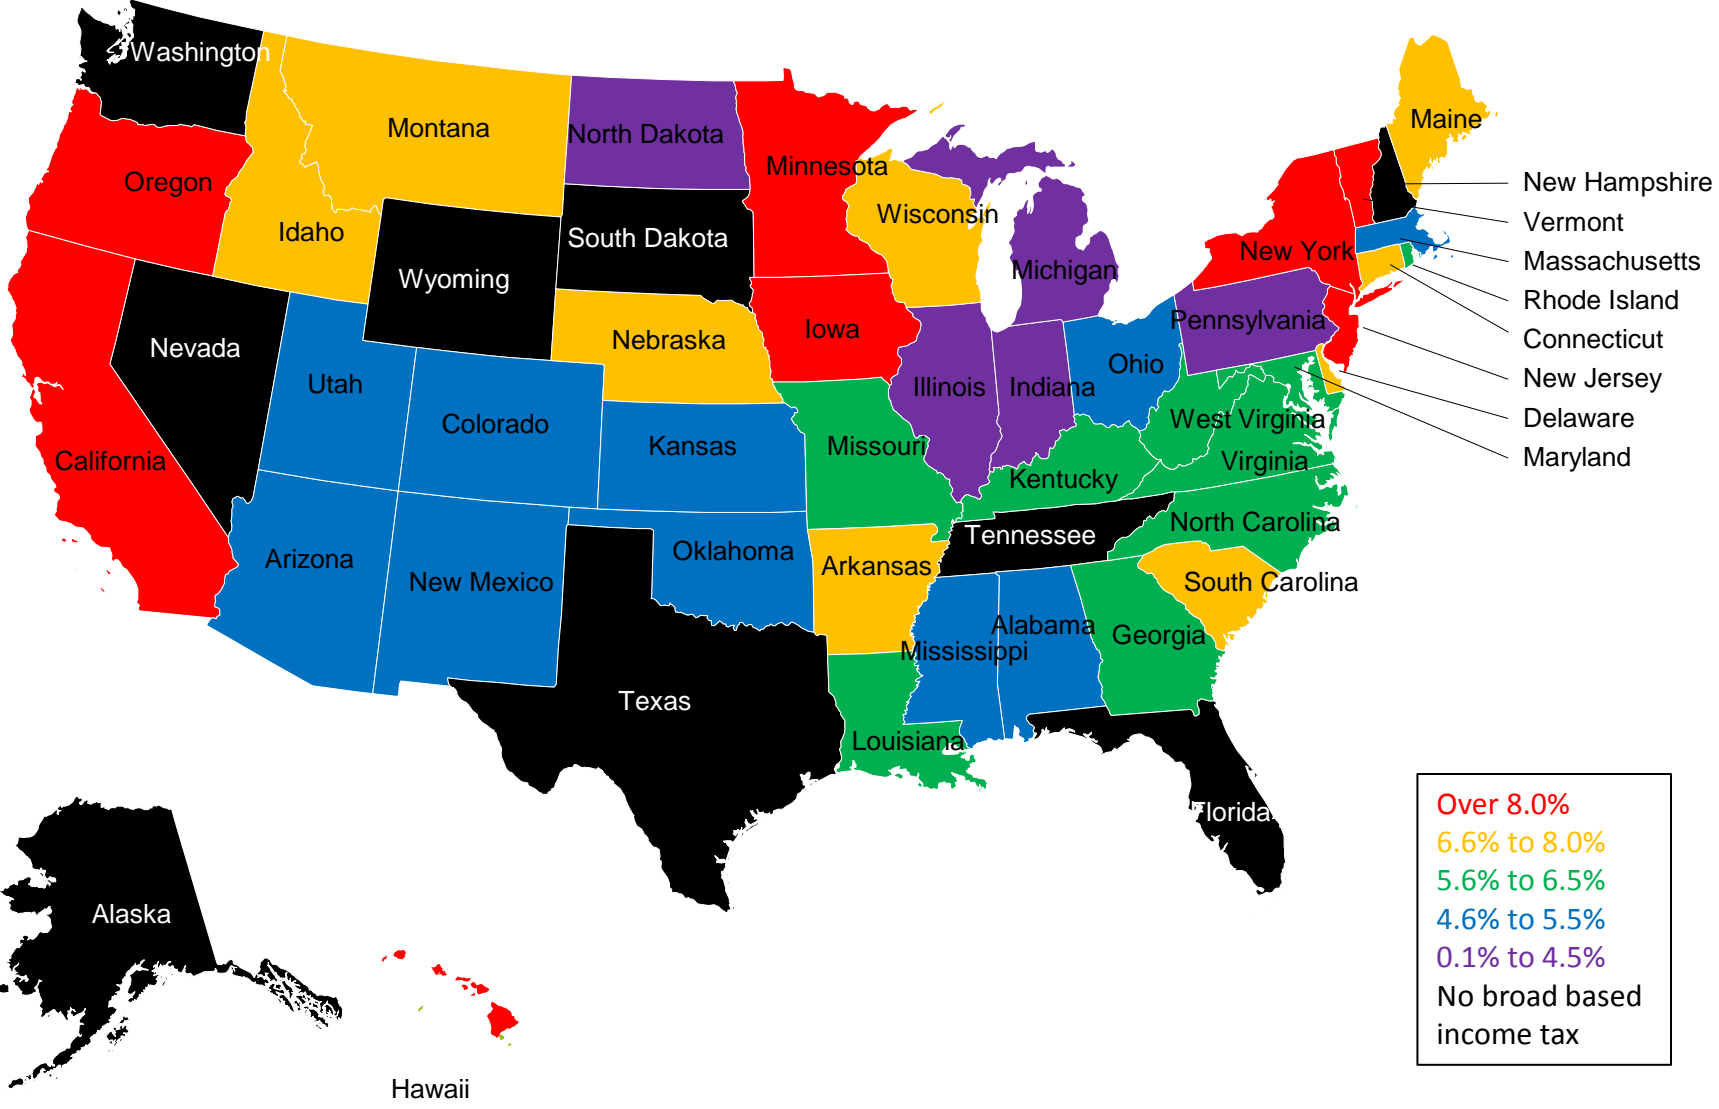 Washington
Montana
North Dakota
Minnesota
Maine
Oregon
Idaho
Wyoming
South Dakota
Wisconsin
Michigan
New York
New Hampshire
Vermont
Massachusetts
Rhode Island
Connecticut
New Jersey
Delaware
Maryland
Nevada
Utah
Colorado
Nebraska
Iowa
Illinois
Indiana
Ohio
Pennsylvania
California
Kansas
Missouri
Kentucky
West Virginia
Virginia
Arizona
New Mexico
Oklahoma
Arkansas
Tennessee
North Carolina
South Carolina
Texas
Louisiana
Mississippi
Alabama
Georgia
Florida
Alaska
Hawaii
Over 8.0%
6.6% to 8.0%
5.6% to 6.5%
4.6% to 5.5%
0.1% to 4.5%
No broad based
income tax